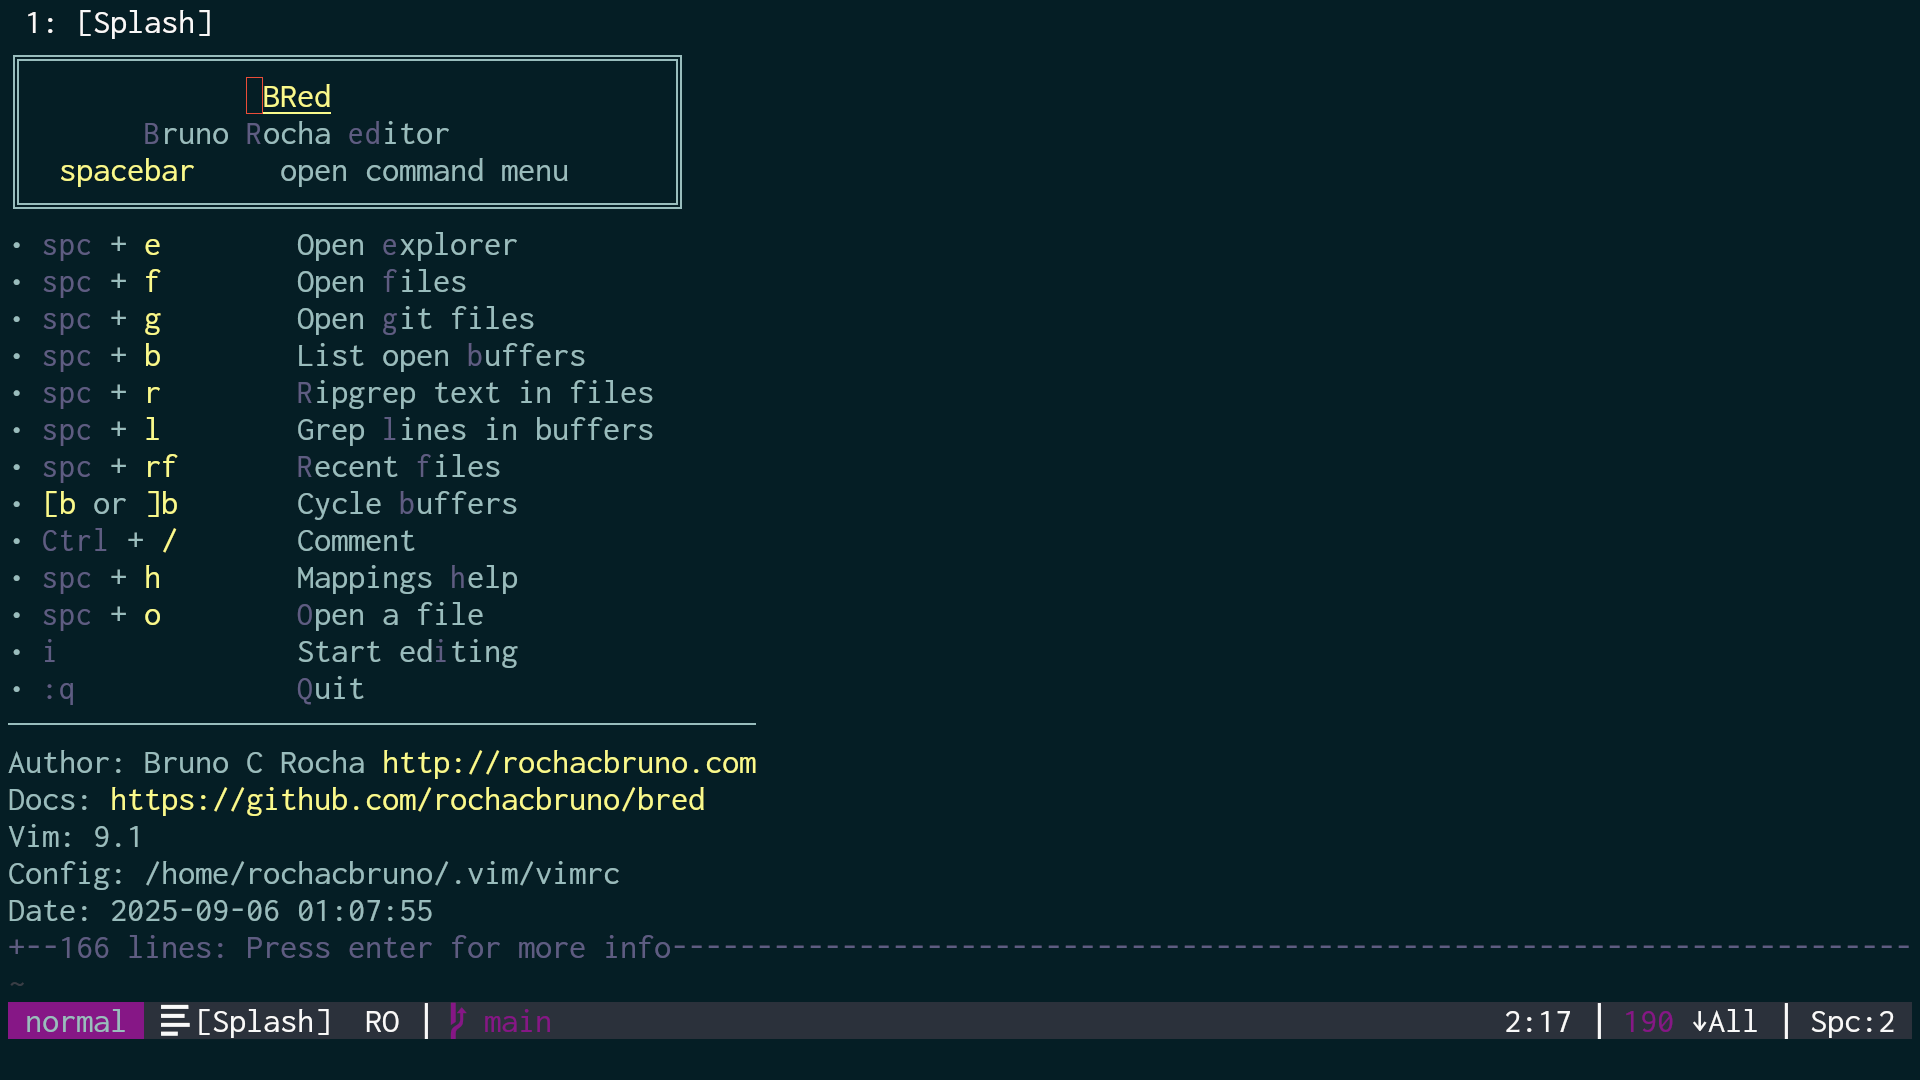 1: [Splash]
BRed
Bruno Rocha editor
spacebar open command menu
• spc + e Open explorer
• spc + f Open files
• spc + g Open git files
• spc + b List open buffers
• spc + r Ripgrep text in files
• spc + l Grep lines in buffers
• spc + rf Recent files
• [b or ]b Cycle buffers
• Ctrl + / Comment
• spc + h Mappings help
• spc + o Open a file
• i Start editing
• :q Quit
Author: Bruno C Rocha http://rochacbruno.com
Docs: https://github.com/rochacbruno/bred
Vim: 9.1
Config: /home/rochacbruno/.vim/vimrc
Date: 2025-09-06 01:07:55
+--166 lines: Press enter for more info-------------------------------------------------------------------------
~
normal [Splash] RO | main 2:17 | 190 ↓All | Spc:2